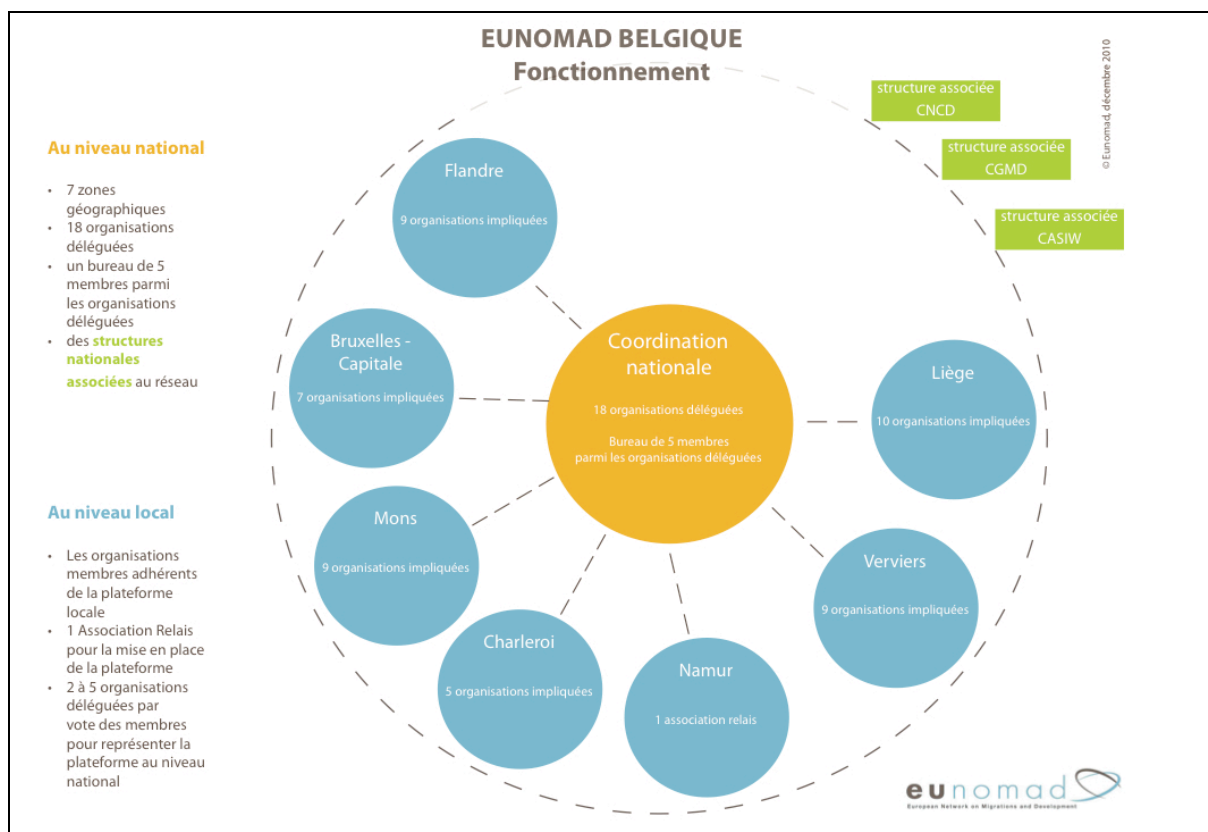 EUNOMAD BELGIQUE
Fonctionnement
© Eunomad, décembre 2010
structure associée
CNCD
structure associée
CGMD
structure associée
CASIW
Au niveau national
• 7 zones
géographiques
• 18 organisations
déléguées
• un bureau de 5
membres parmi
les organisations
déléguées
• des structures
nationales
associées au réseau
Au niveau local
• Les organisations
membres adhérents
de la plateforme
locale
• 1 Association Relais
pour la mise en place
de la plateforme
• 2 à 5 organisations
déléguées par
vote des membres
pour représenter la
plateforme au niveau
national
Flandre
9 organisations impliquées
Bruxelles -
Capitale
7 organisations impliquées
Mons
9 organisations impliquées
Charleroi
5 organisations impliquées
Namur
1 association relais
Verviers
9 organisations impliquées
Liège
10 organisations impliquées
Coordination
nationale
18 organisations déléguées
Bureau de 5 membres
parmi les organisations déléguées
eunomad
European Network on Migrations and Development